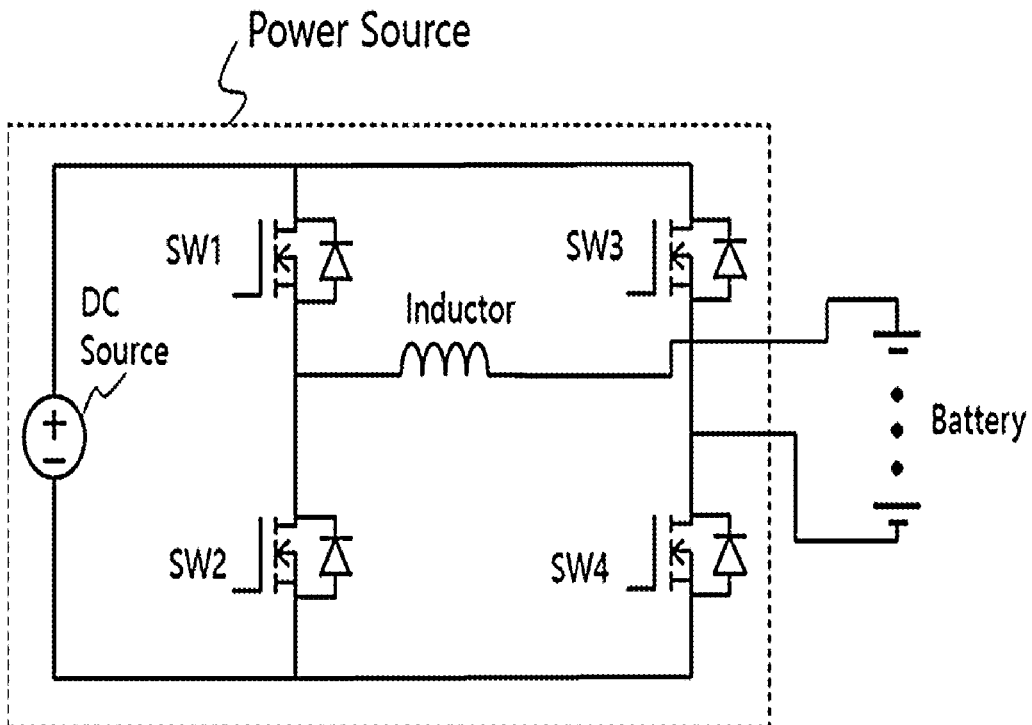 Power Source
SW1
SW3
DC
Source
Inductor
Battery
SW2
SW4